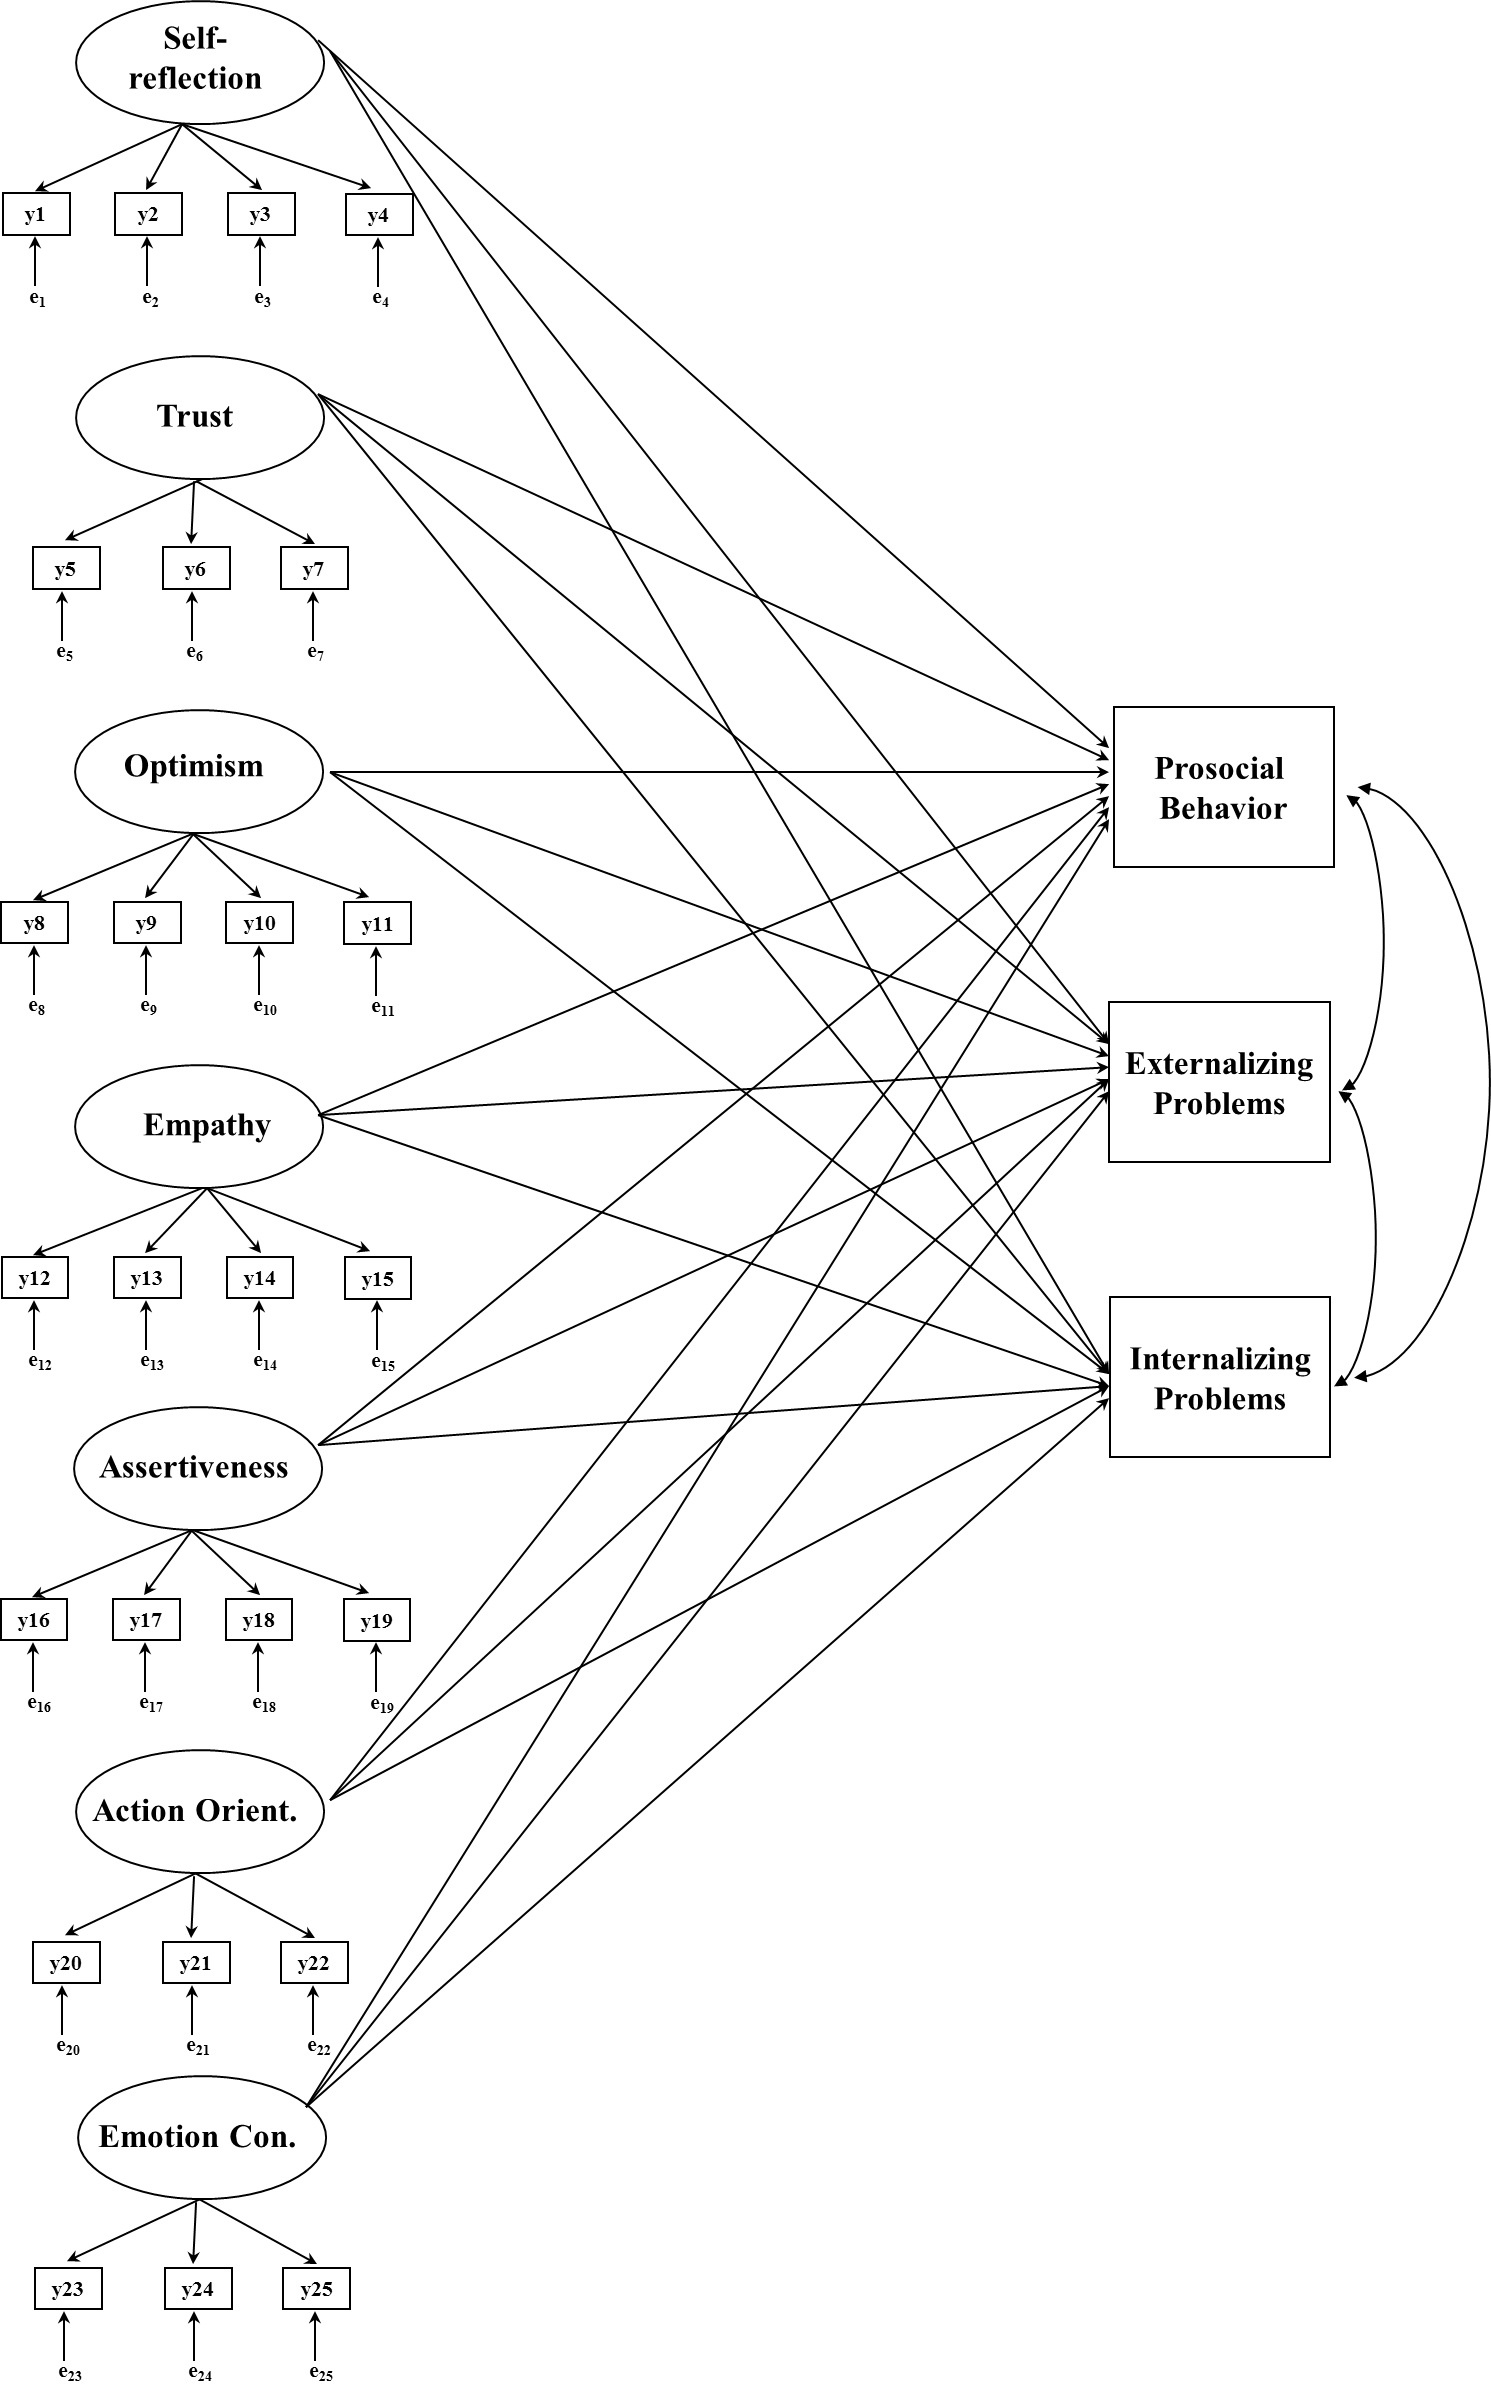 Self-
reflection
y1 y2 y3 y4
e1 e2 e3 e4
Trust
y5 y6 y7
e5 e6 e7
Optimism
y8 y9 y10 y11
e8 e9 e10 e11
Empathy
y12 y13 y14 y15
e12 e13 e14 e15
Assertiveness
y16 y17 y18 y19
e16 e17 e18 e19
Action Orient.
y20 y21 y22
e20 e21 e22
Emotion Con.
y23 y24 y25
e23 e24 e25
Prosocial
Behavior
Externalizing
Problems
Internalizing
Problems